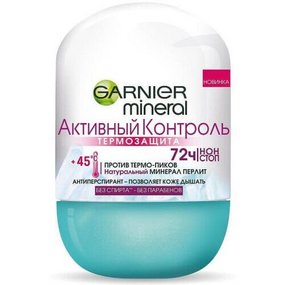 НОВИНКА
GARNIER
mineral
Активный Контроль
ТЕРМОЗАЩИТА
+45°
72ч НОН СТОП
ПРОТИВ ТЕРМО-ПИКОВ
Натуральный МИНЕРАЛ ПЕРЛИТ
АНТИПЕРСПИРАНТ - ПОЗВОЛЯЕТ КОЖЕ ДЫШАТЬ
БЕЗ СПИРТА** - БЕЗ ПАРАБЕНОВ